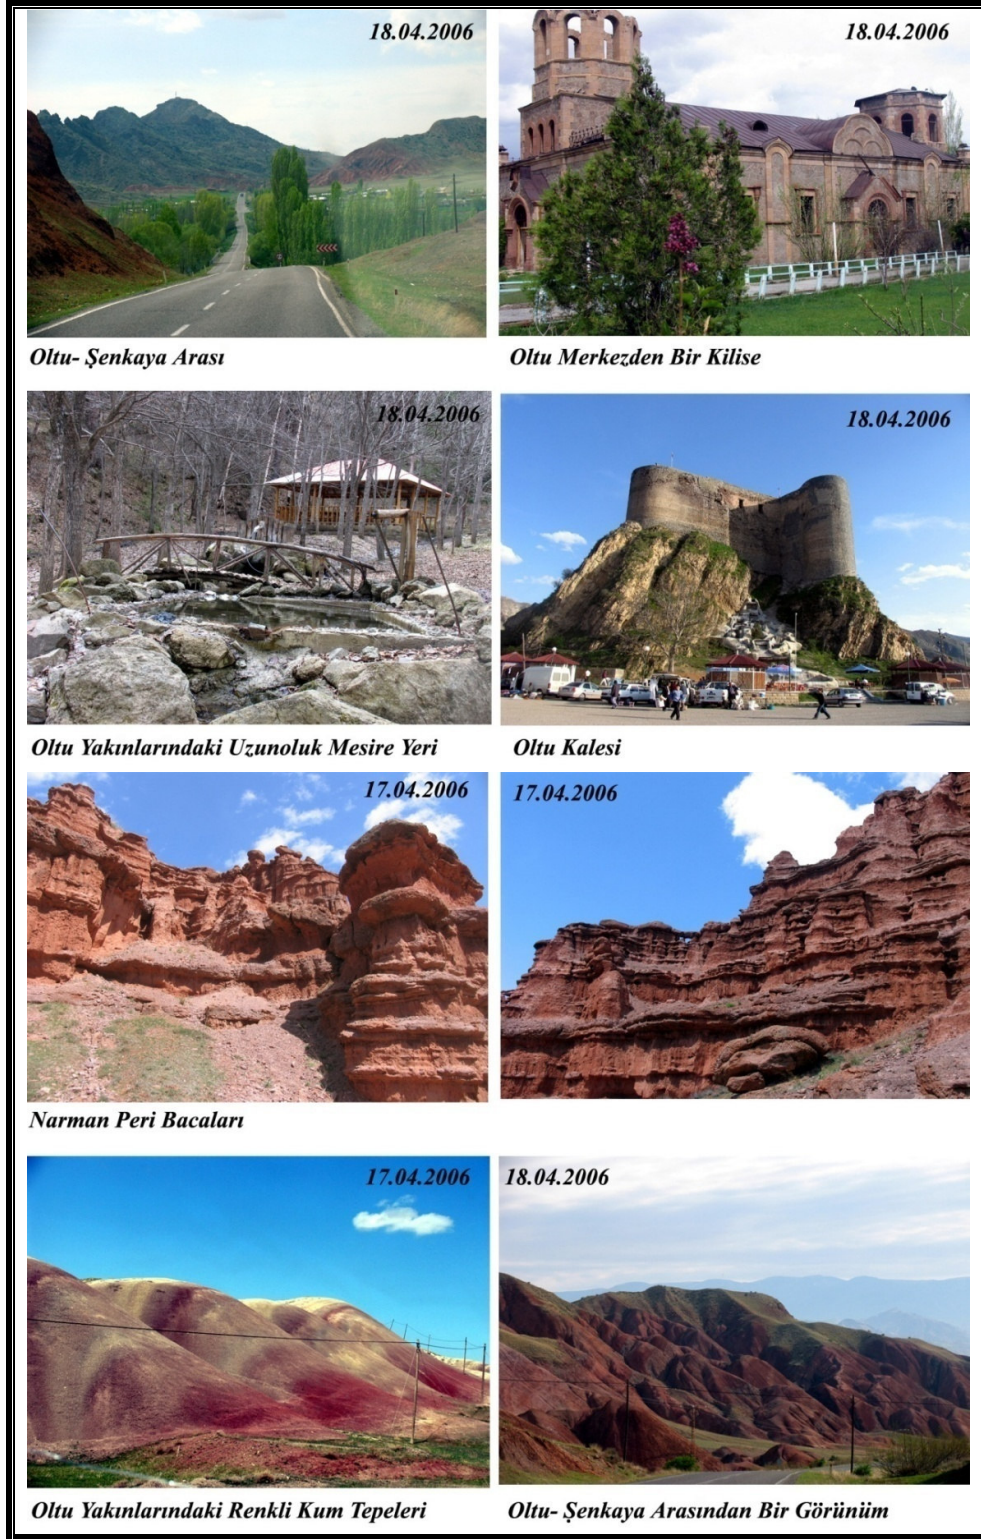 18.04.2006
18.04.2006
Oltu- Şenkaya Arası
Oltu Merkezden Bir Kilise
18.04.2006
18.04.2006
Oltu Yakınlarındaki Uzunoluk Mesire Yeri
Oltu Kalesi
17.04.2006
17.04.2006
Narman Peri Bacaları
17.04.2006
18.04.2006
Oltu Yakınlarındaki Renkli Kum Tepeleri
Oltu- Şenkaya Arasından Bir Görünüm